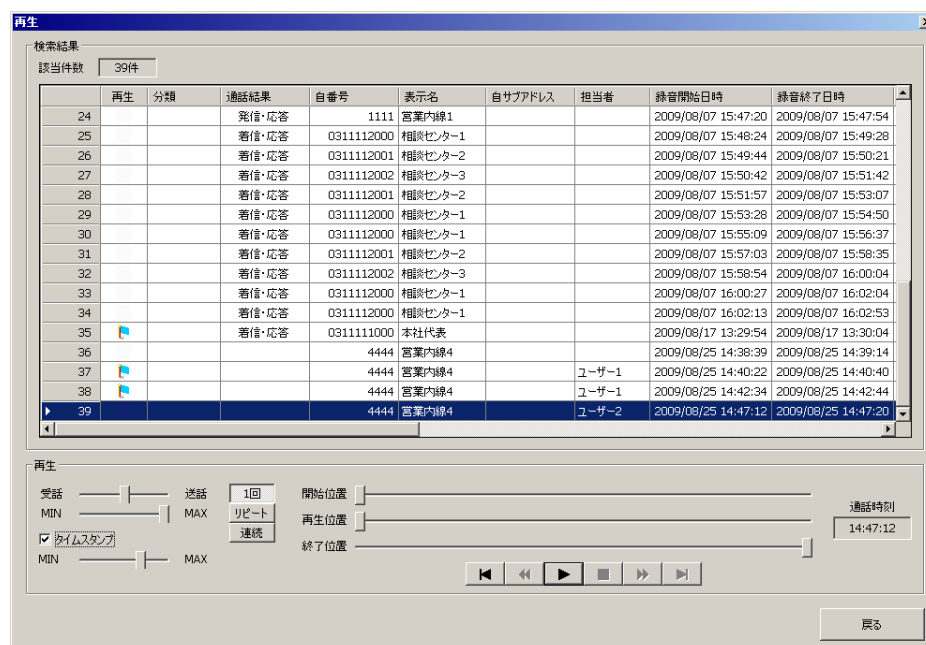 再生
検索結果
該当件数 39件
再生 分類 通話結果 自番号 表示名 自サブアドレス 担当者 録音開始日時 録音終了日時
24 発信・応答 1111 営業内線1 2009/08/07 15:47:20 2009/08/07 15:47:54
25 着信・応答 0311112000 相談センター1 2009/08/07 15:48:24 2009/08/07 15:49:28
26 着信・応答 0311112001 相談センター2 2009/08/07 15:49:44 2009/08/07 15:50:21
27 着信・応答 0311112002 相談センター3 2009/08/07 15:50:42 2009/08/07 15:51:42
28 着信・応答 0311112001 相談センター2 2009/08/07 15:51:57 2009/08/07 15:53:07
29 着信・応答 0311112000 相談センター1 2009/08/07 15:53:28 2009/08/07 15:54:50
30 着信・応答 0311112000 相談センター1 2009/08/07 15:55:09 2009/08/07 15:56:37
31 着信・応答 0311112001 相談センター2 2009/08/07 15:57:03 2009/08/07 15:58:35
32 着信・応答 0311112002 相談センター3 2009/08/07 15:58:54 2009/08/07 16:00:04
33 着信・応答 0311112000 相談センター1 2009/08/07 16:00:27 2009/08/07 16:02:04
34 着信・応答 0311112000 相談センター1 2009/08/07 16:02:13 2009/08/07 16:02:53
35 着信・応答 0311111000 本社代表 2009/08/17 13:29:54 2009/08/17 13:30:04
36 4444 営業内線4 2009/08/25 14:38:39 2009/08/25 14:39:14
37 4444 営業内線4 ユーザー1 2009/08/25 14:40:22 2009/08/25 14:40:40
38 4444 営業内線4 ユーザー1 2009/08/25 14:42:34 2009/08/25 14:42:44
39 4444 営業内線4 ユーザー2 2009/08/25 14:47:12 2009/08/25 14:47:20
再生
受話 送話 1回 開始位置
MIN MAX リピート 再生位置 通話時刻
タイムスタンプ 連続 終了位置 14:47:12
MIN MAX
戻る